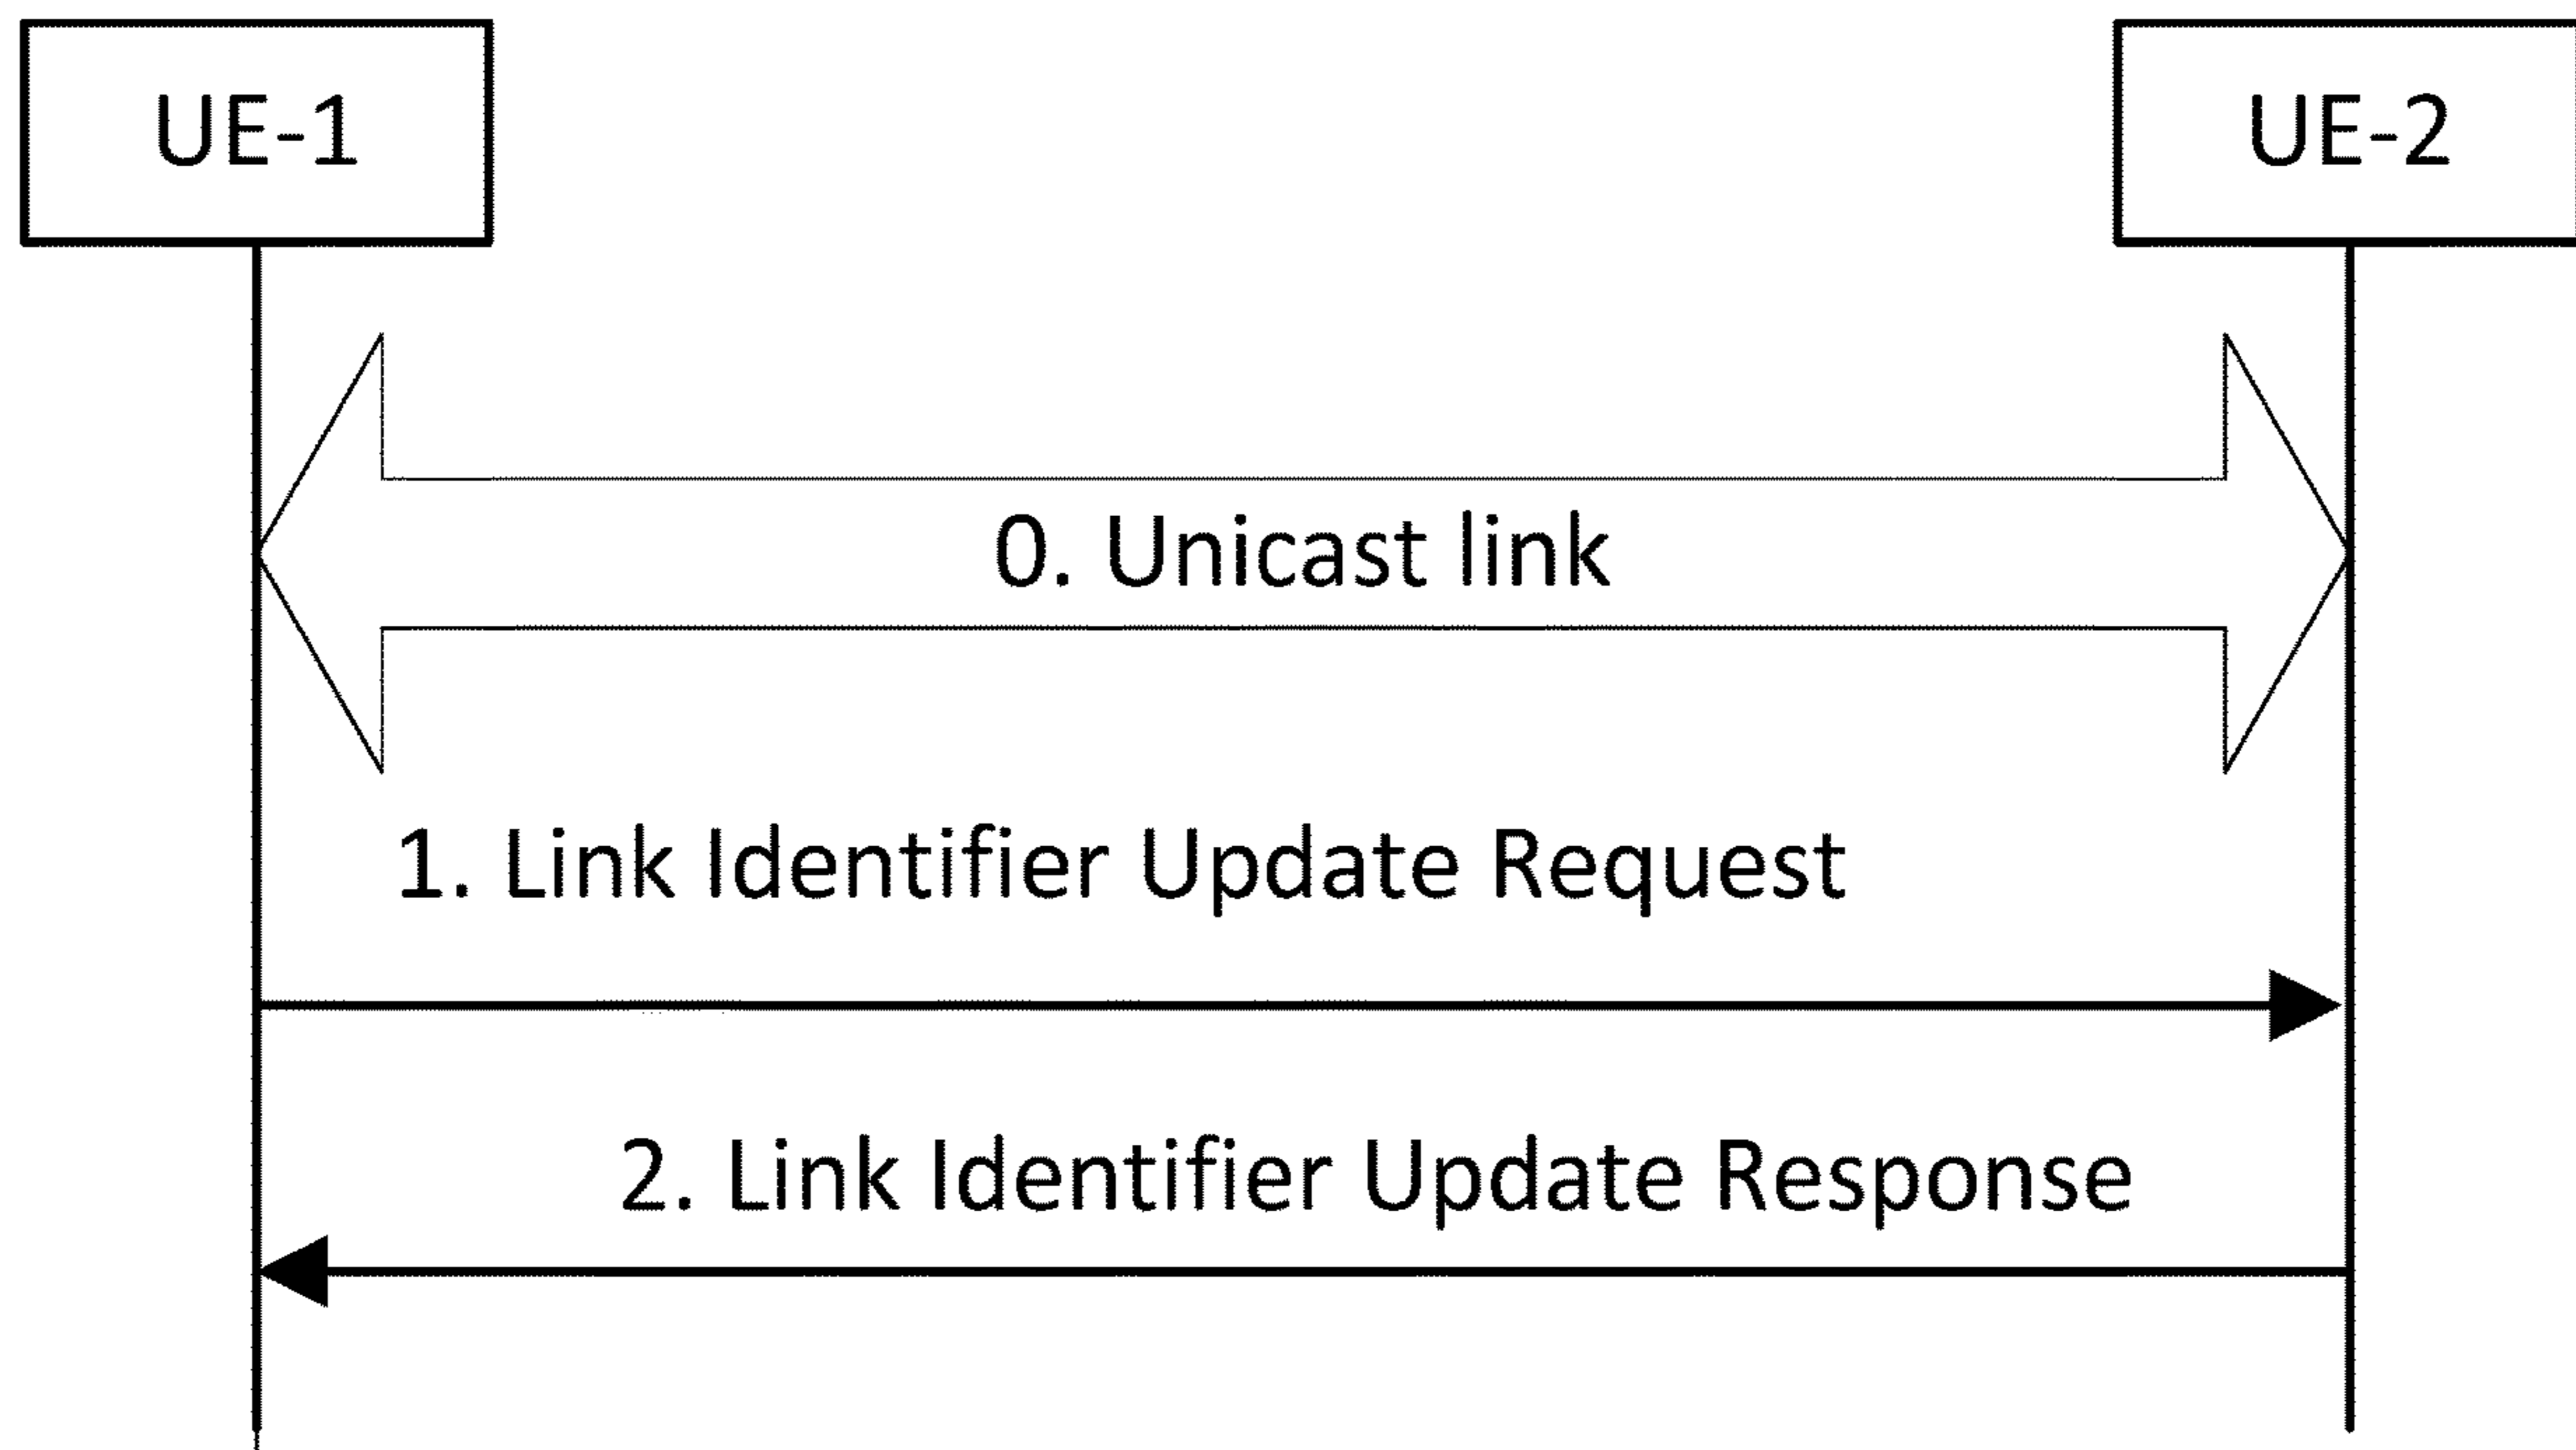 UE-1
UE-2
0. Unicast link
1. Link Identifier Update Request
2. Link Identifier Update Response